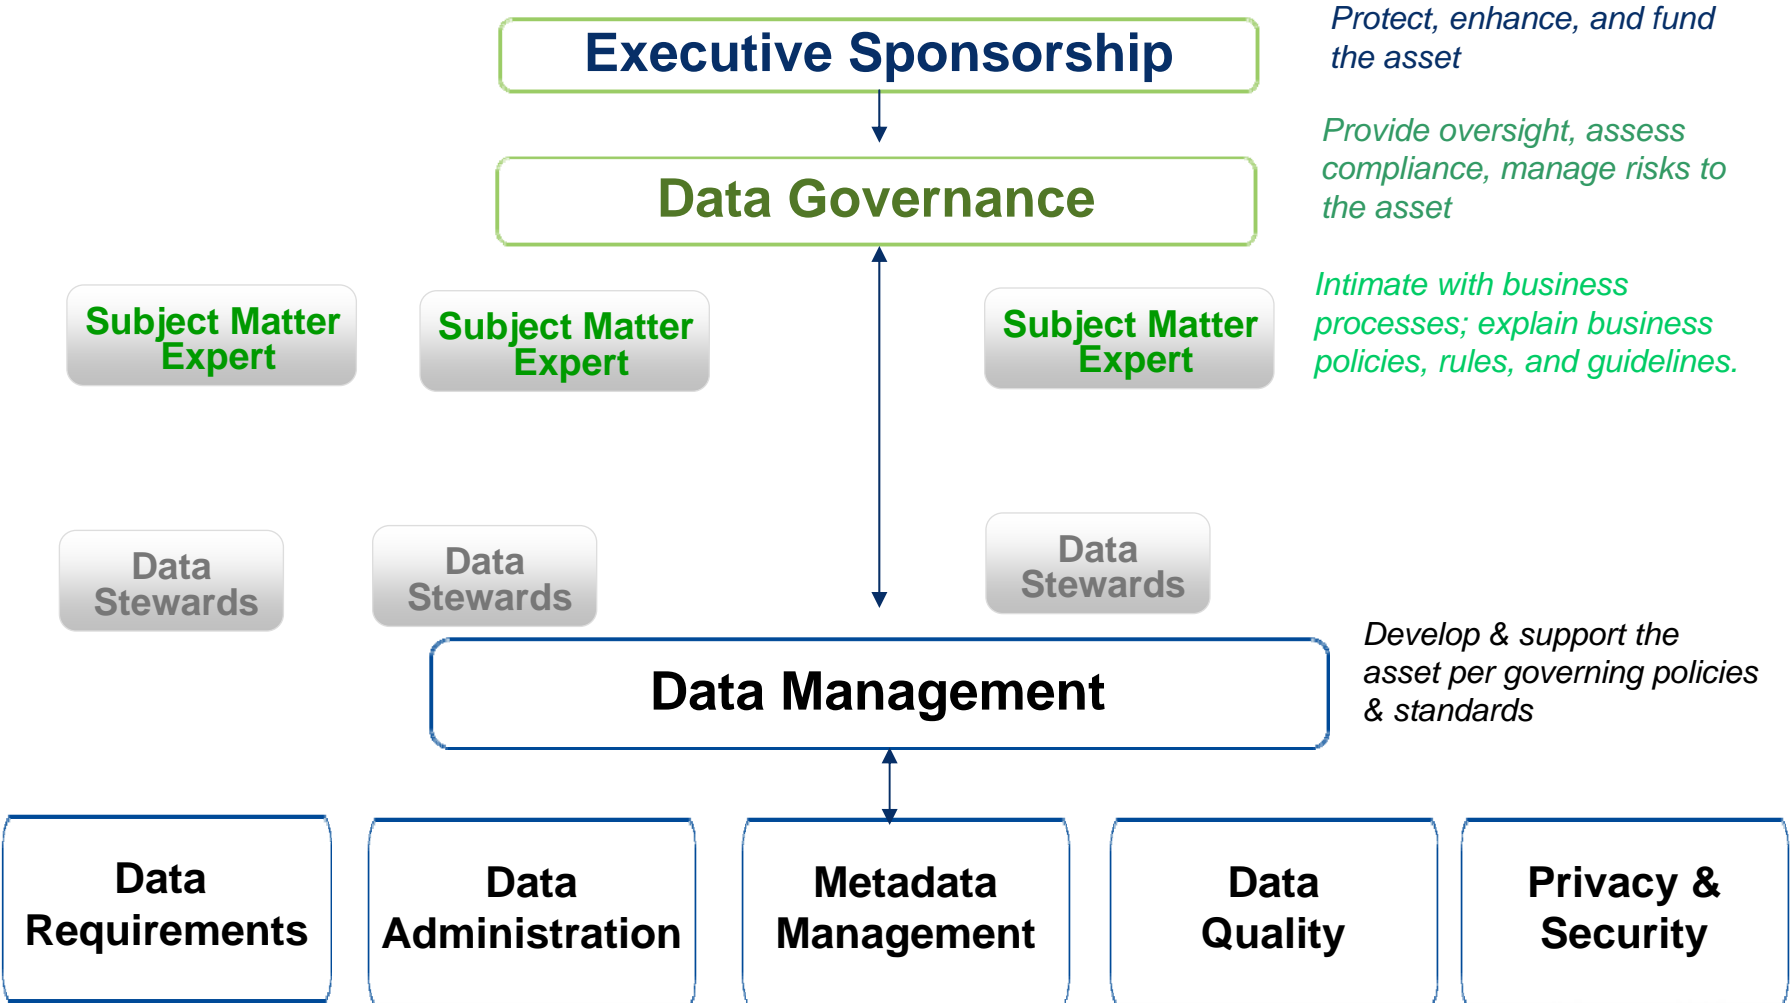 Executive Sponsorship
Protect, enhance, and fund
the asset
Data Governance
Provide oversight, assess
compliance, manage risks to
the asset
Subject Matter
Expert
Subject Matter
Expert
Subject Matter
Expert
Intimate with business
processes; explain business
policies, rules, and guidelines.
Data
Stewards
Data
Stewards
Data
Stewards
Data Management
Develop & support the
asset per governing policies
& standards
Data
Requirements
Data
Administration
Metadata
Management
Data
Quality
Privacy &
Security